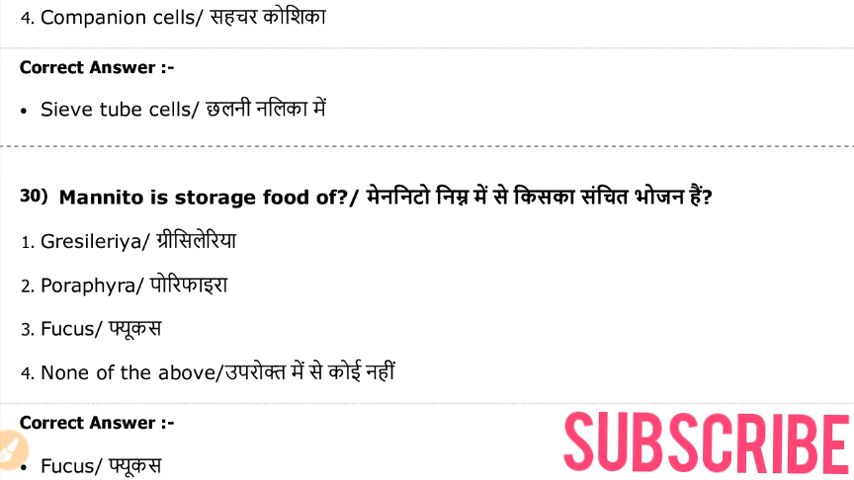 4. Companion cells/ सहचर कोशिका
Correct Answer :-
• Sieve tube cells/ छलनी नलिका में
30) Mannito is storage food of?/ मेननिटो निम्न में से किसका संचित भोजन हैं?
1. Gresileriya/ ग्रीसिलेरिया
2. Poraphyra/ पोरिफाइरा
3. Fucus/ फ्यूकस
4. None of the above/उपरोक्त में से कोई नहीं
Correct Answer :-
• Fucus/ फ्यूकस
SUBSCRIBE